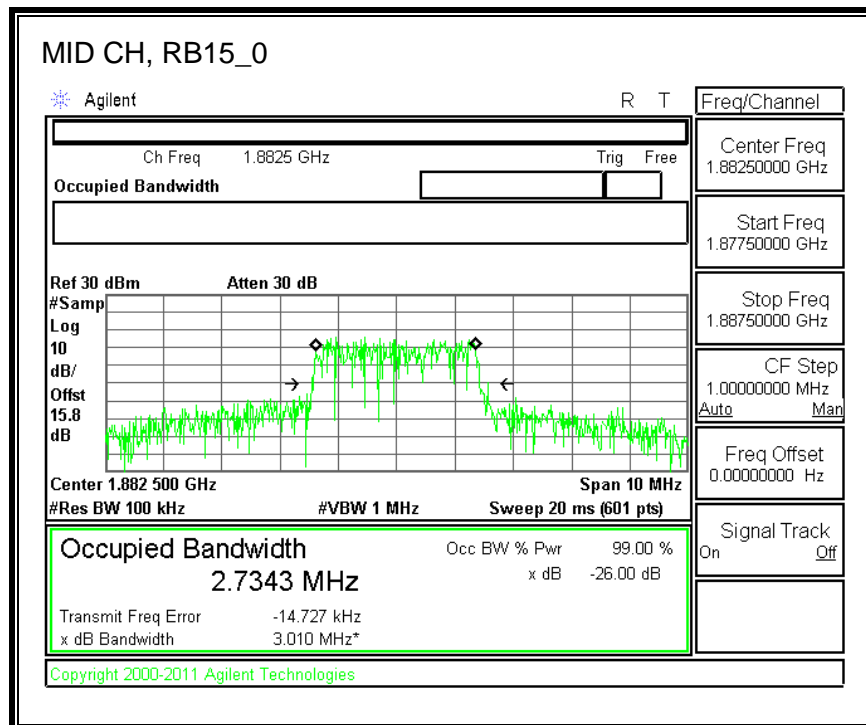 MID CH, RB15_0
Agilent R T
Freq/Channel
Ch Freq 1.8825 GHz Trig Free
Occupied Bandwidth
Center Freq
1.88250000 GHz
Start Freq
1.87750000 GHz
Stop Freq
1.88750000 GHz
CF Step
1.00000000 MHz
Auto Man
Freq Offset
0.00000000 Hz
Signal Track
On Off
Ref 30 dBm Atten 30 dB
#Samp
Log
10
dB/
Offst
15.8
dB
Center 1.882 500 GHz Span 10 MHz
#Res BW 100 kHz #VBW 1 MHz Sweep 20 ms (601 pts)
Occupied Bandwidth Occ BW % Pwr 99.00 %
2.7343 MHz x dB -26.00 dB
Transmit Freq Error -14.727 kHz
x dB Bandwidth 3.010 MHz*
Copyright 2000-2011 Agilent Technologies